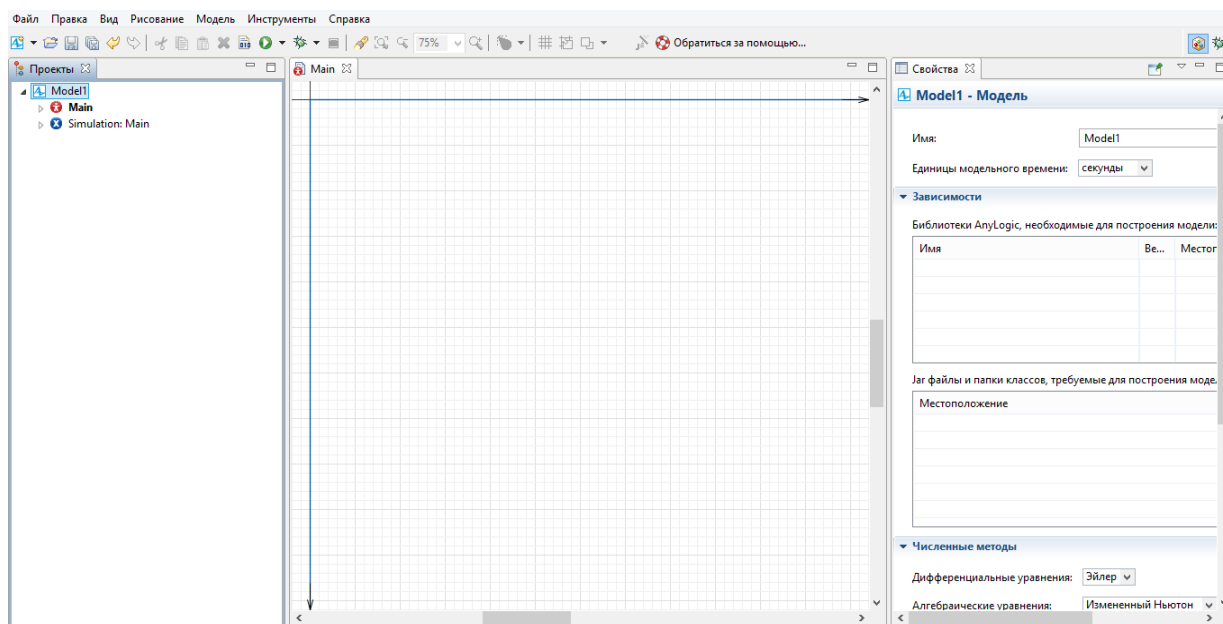 Файл Правка Вид Рисование Модель Инструменты Справка
75% Обратиться за помощью...
Проекты
Model1
Main
Simulation: Main
Main
Свойства
Model1 - Модель
Имя: Model1
Единицы модельного времени: секунды
Зависимости
Библиотеки AnyLogic, необходимые для построения модели:
Имя Ве... Местоп
Jar файлы и папки классов, требуемые для построения моде.
Местоположение
Численные методы
Дифференциальные уравнения: Эйлер
Алгебраические уравнения: Измененный Ньютон